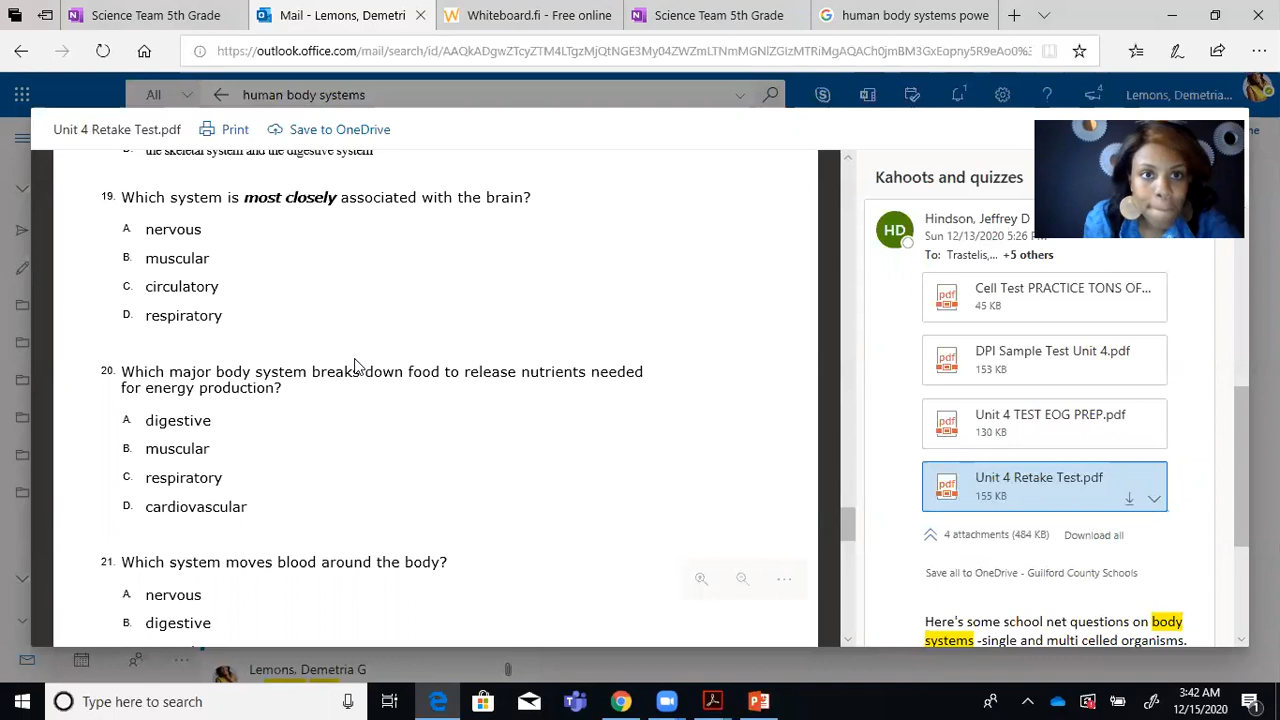 Science Team 5th Grade
Mail - Lemons, Demetri
Whiteboard.fi - Free online
Science Team 5th Grade
human body systems powe
https://outlook.office.com/mail/search/id/
All
human body systems
Lemons, Demetria...
Unit 4 Retake Test.pdf
Print
Save to OneDrive
the skeletal system and the digestive system
19. Which system is most closely associated with the brain?
A. nervous
B. muscular
C. circulatory
D. respiratory
20. Which major body system breaks down food to release nutrients needed
for energy production?
A. digestive
B. muscular
C. respiratory
D. cardiovascular
21. Which system moves blood around the body?
A. nervous
B. digestive
Kahoots and quizzes
HD
Hindson, Jeffrey D
Sun 12/13/2020 5:26
To: Trastelis,... +5 others
Cell Test PRACTICE TONS OF...
45 KB
DPI Sample Test Unit 4.pdf
153 KB
Unit 4 TEST EOG PREP.pdf
130 KB
Unit 4 Retake Test.pdf
155 KB
4 attachments (484 KB)
Download all
Save all to OneDrive - Guilford County Schools
Here's some school net questions on body
systems -single and multi celled organisms.
Lemons, Demetria G
Type here to search
3:42 AM
12/15/2020